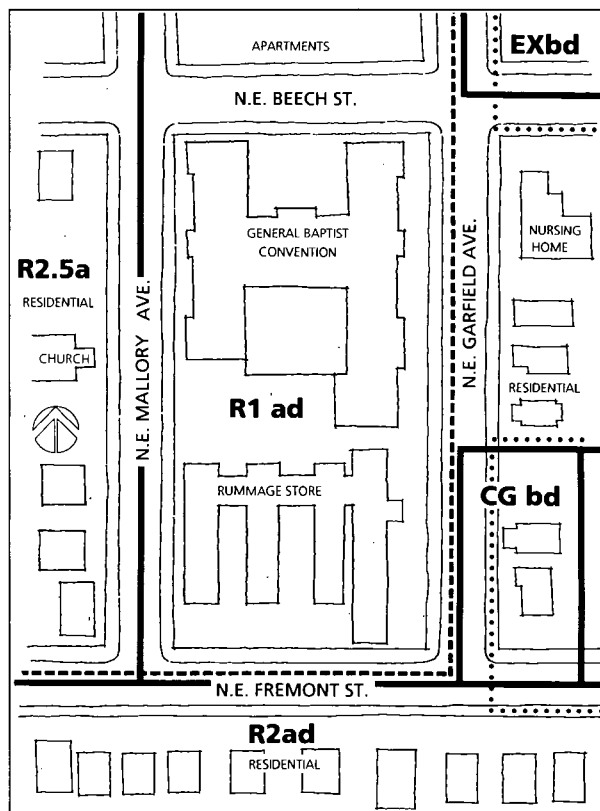 APARTMENTS
EXbd
N.E. BEECH ST.
GENERAL BAPTIST
CONVENTION
NURSING
HOME
R2.5a
RESIDENTIAL
CHURCH
N.E. MALLORY AVE.
N.E. GARFIELD AVE.
RESIDENTIAL
R1 ad
RUMMAGE STORE
CG bd
N.E. FREMONT ST.
R2ad
RESIDENTIAL